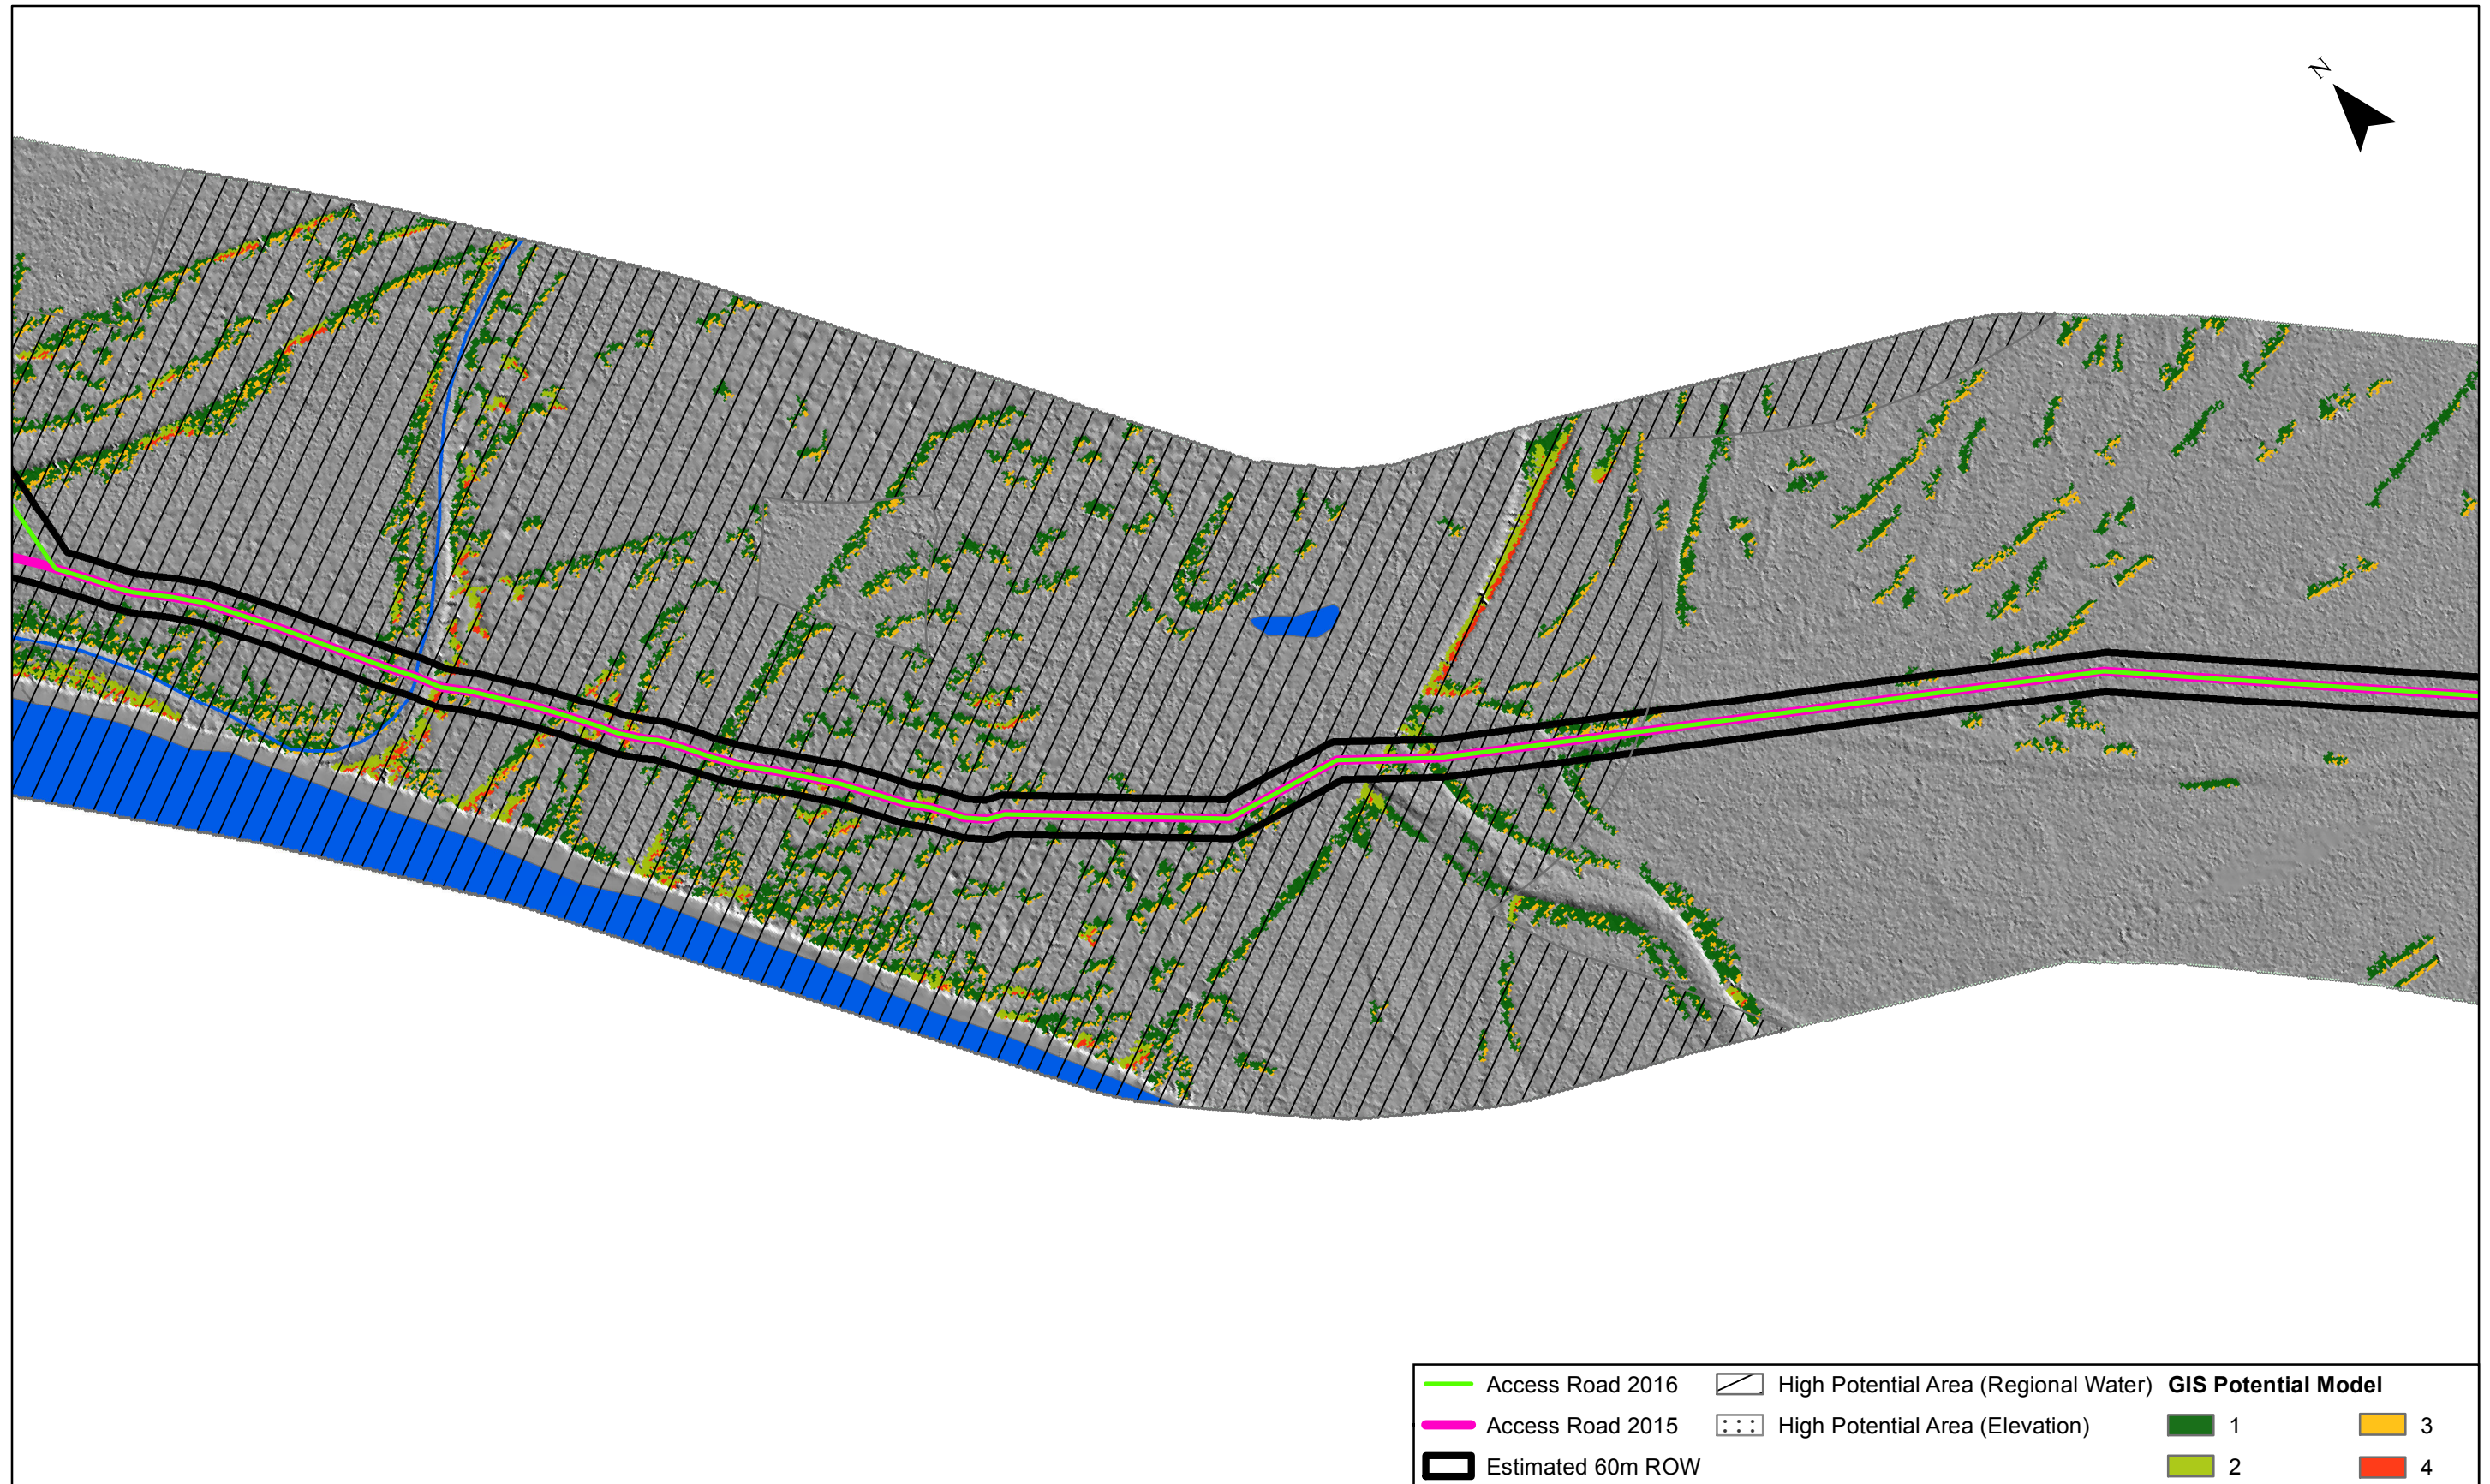 N
Access Road 2016
Access Road 2015
Estimated 60m ROW
High Potential Area (Regional Water)
High Potential Area (Elevation)
GIS Potential Model
1
2
3
4